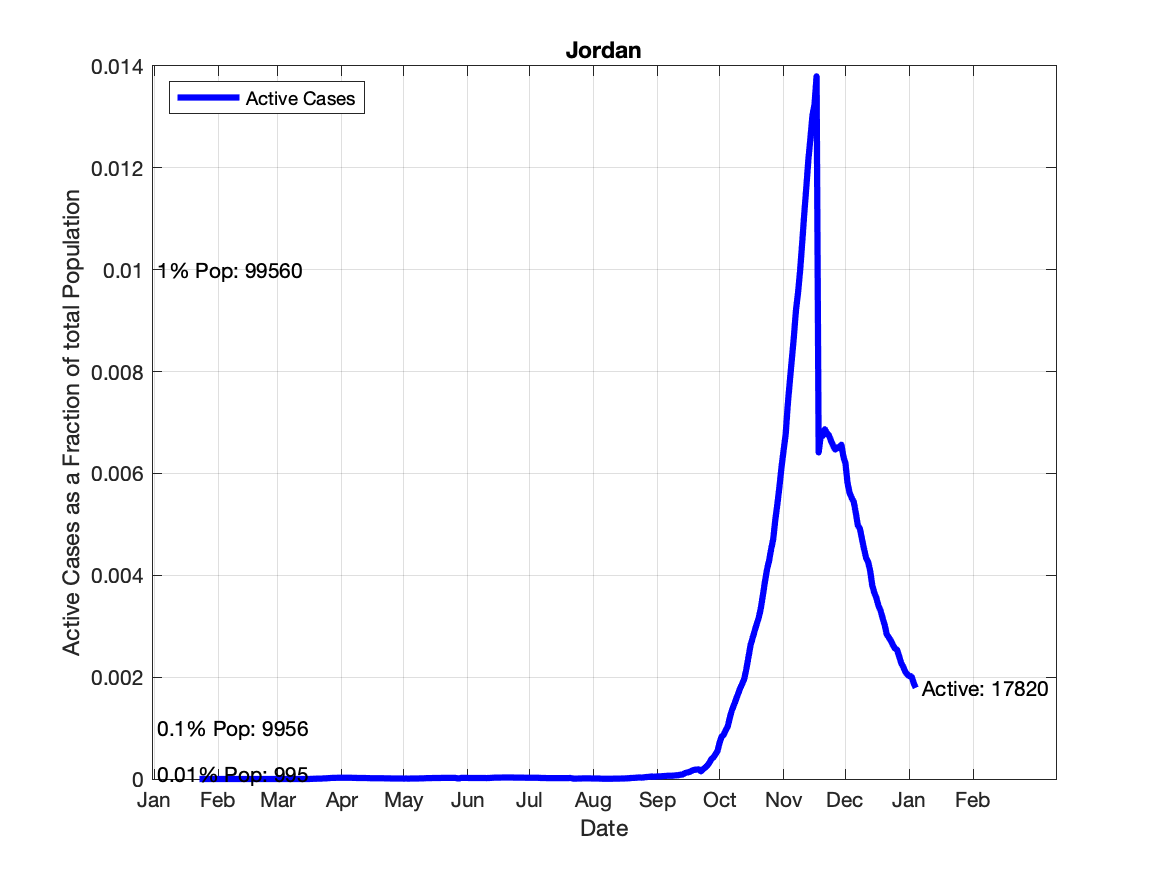 Jordan
0.014
Active Cases
0.012
0.01
1% Pop: 99560
0.008
0.006
0.004
0.002
Active: 17820
0.1% Pop: 9956
0.01% Pop: 995
0
Jan Feb Mar Apr May Jun Jul Aug Sep Oct Nov Dec Jan Feb
Date
Active Cases as a Fraction of total Population